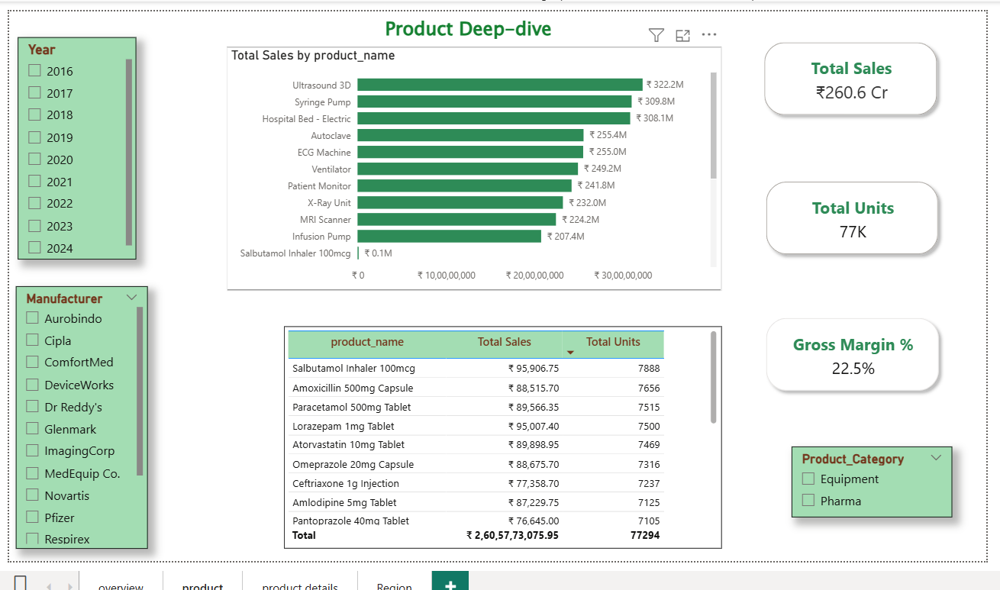 Product Deep-dive
Year
2016
2017
2018
2019
2020
2021
2022
2023
2024
Manufacturer
Aurobindo
Cipla
ComfortMed
DeviceWorks
Dr Reddy's
Glenmark
ImagingCorp
MedEquip Co.
Novartis
Pfizer
Respirex
Total Sales by product_name
Ultrasound 3D ₹ 322.2M
Syringe Pump ₹ 309.8M
Hospital Bed - Electric ₹ 308.1M
Autoclave ₹ 255.4M
ECG Machine ₹ 255.0M
Ventilator ₹ 249.2M
Patient Monitor ₹ 241.8M
X-Ray Unit ₹ 232.0M
MRI Scanner ₹ 224.2M
Infusion Pump ₹ 207.4M
Salbutamol Inhaler 100mcg ₹ 0.1M
₹ 0 ₹ 10,00,00,000 ₹ 20,00,00,000 ₹ 30,00,00,000
product_name Total Sales Total Units
Salbutamol Inhaler 100mcg ₹ 95,906.75 7888
Amoxicillin 500mg Capsule ₹ 88,515.70 7656
Paracetamol 500mg Tablet ₹ 89,566.35 7515
Lorazepam 1mg Tablet ₹ 95,007.40 7500
Atorvastatin 10mg Tablet ₹ 89,898.95 7469
Omeprazole 20mg Capsule ₹ 88,675.70 7316
Ceftriaxone 1g Injection ₹ 77,358.70 7237
Amlodipine 5mg Tablet ₹ 87,229.75 7125
Pantoprazole 40mg Tablet ₹ 76,645.00 7105
Total ₹ 2,60,57,73,075.95 77294
Total Sales
₹260.6 Cr
Total Units
77K
Gross Margin %
22.5%
Product_Category
Equipment
Pharma
overview product product details Region +